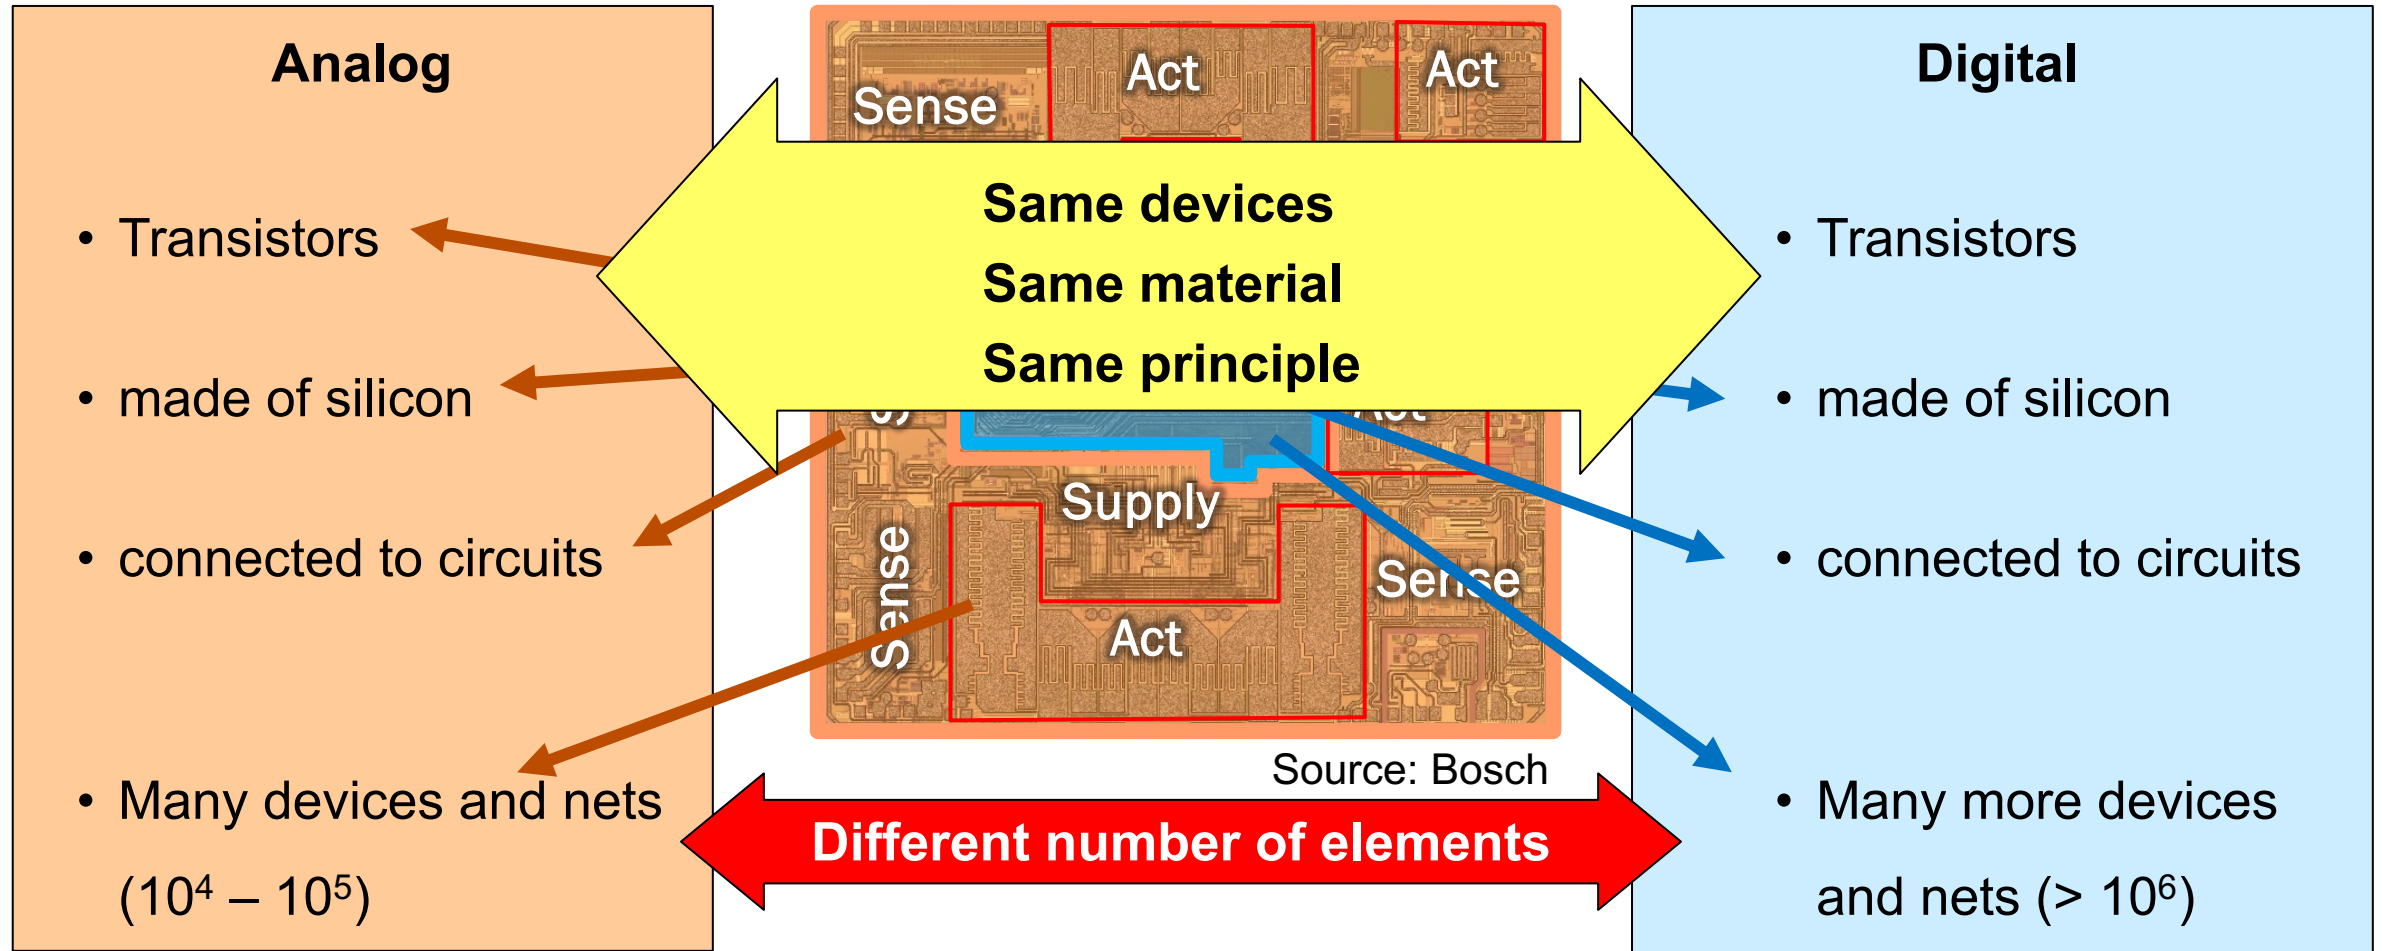 Analog
• Transistors
• made of silicon
• connected to circuits
• Many devices and nets
(10⁴ – 10⁵)
Sense
Act
Act
Same devices
Same material
Same principle
Act
Supply
Sense
Act
Sense
Source: Bosch
Different number of elements
Digital
• Transistors
• made of silicon
• connected to circuits
• Many more devices
and nets (> 10⁶)